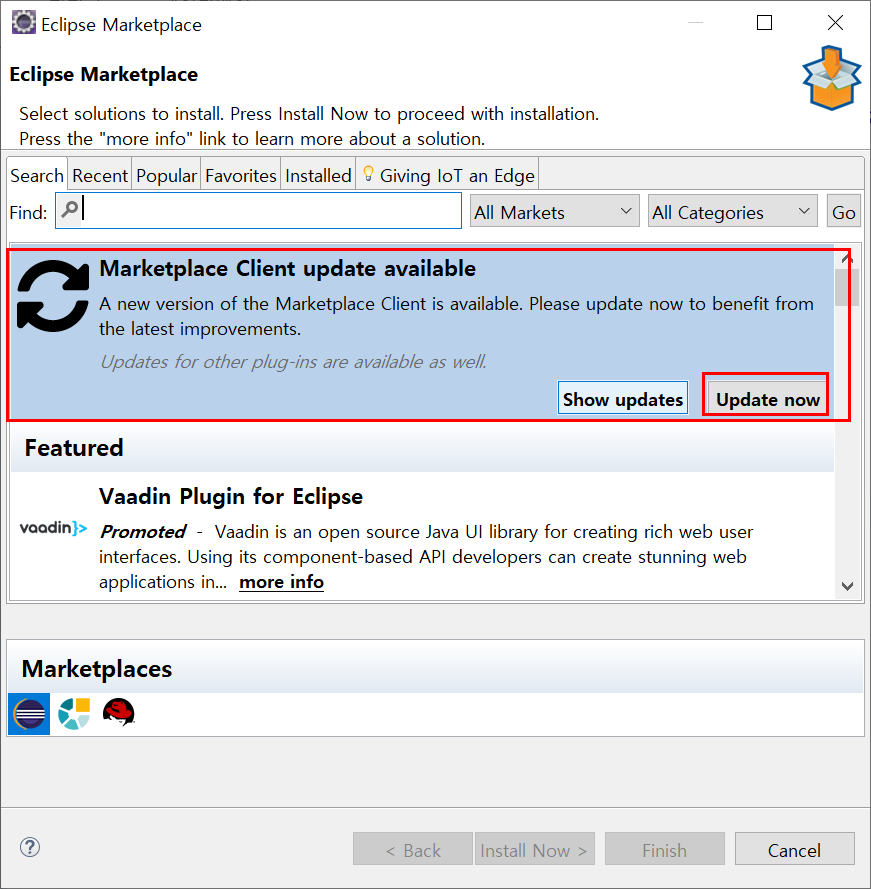 Eclipse Marketplace
Eclipse Marketplace
Select solutions to install. Press Install Now to proceed with installation.
Press the "more info" link to learn more about a solution.
Search Recent Popular Favorites Installed Giving IoT an Edge
Find: All Markets All Categories Go
Marketplace Client update available
A new version of the Marketplace Client is available. Please update now to benefit from
the latest improvements.
Updates for other plug-ins are available as well.
Show updates Update now
Featured
Vaadin Plugin for Eclipse
vaadin}>
Promoted - Vaadin is an open source Java UI library for creating rich web user
interfaces. Using its component-based API developers can create stunning web
applications in... more info
Marketplaces
? < Back Install Now > Finish Cancel